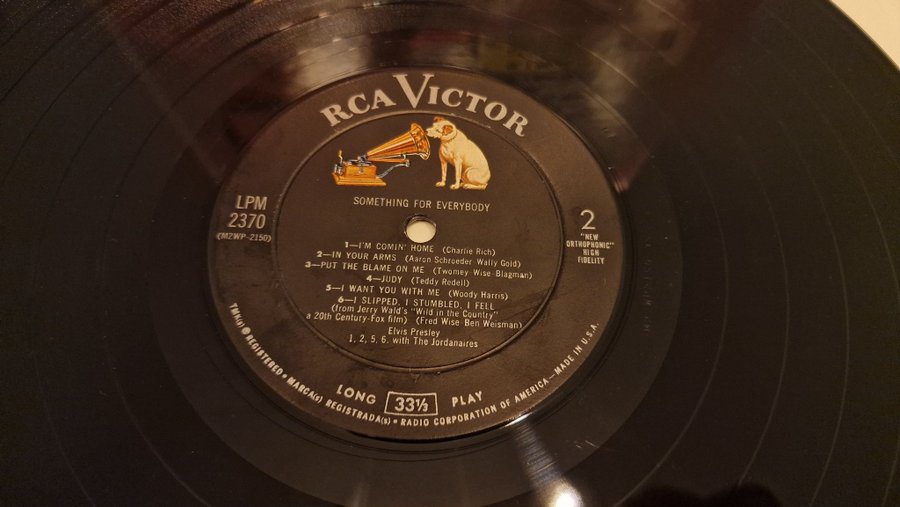 RCA VICTOR
SOMETHING FOR EVERYBODY
LPM
2370
(M2WP-2150)
2
"NEW
ORTHOPHONIC"
HIGH
FIDELITY
1—I'M COMIN' HOME (Charlie Rich)
2—IN YOUR ARMS (Aaron Schroeder-Wally Gold)
3—PUT THE BLAME ON ME (Twomey-Wise-Blagman)
4—JUDY (Teddy Redell)
5—I WANT YOU WITH ME (Woody Harris)
6—I SLIPPED, I STUMBLED, I FELL
(from Jerry Wald's "Wild in the Country"
a 20th Century-Fox film) (Fred Wise-Ben Weisman)
Elvis Presley
1, 2, 5, 6, with The Jordanaires
LONG 33⅓ PLAY
TMK(s) ® REGISTERED • MARCA(s) REGISTRADA(s) • RADIO CORPORATION OF AMERICA—MADE IN U.S.A.